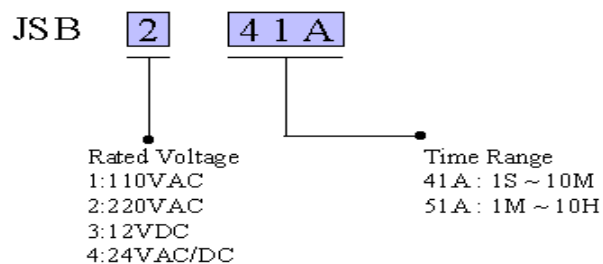 JSB 2 41A
Rated Voltage
1:110VAC
2:220VAC
3:12VDC
4:24VAC/DC
Time Range
41A: 1S ~ 10M
51A: 1M ~ 10H